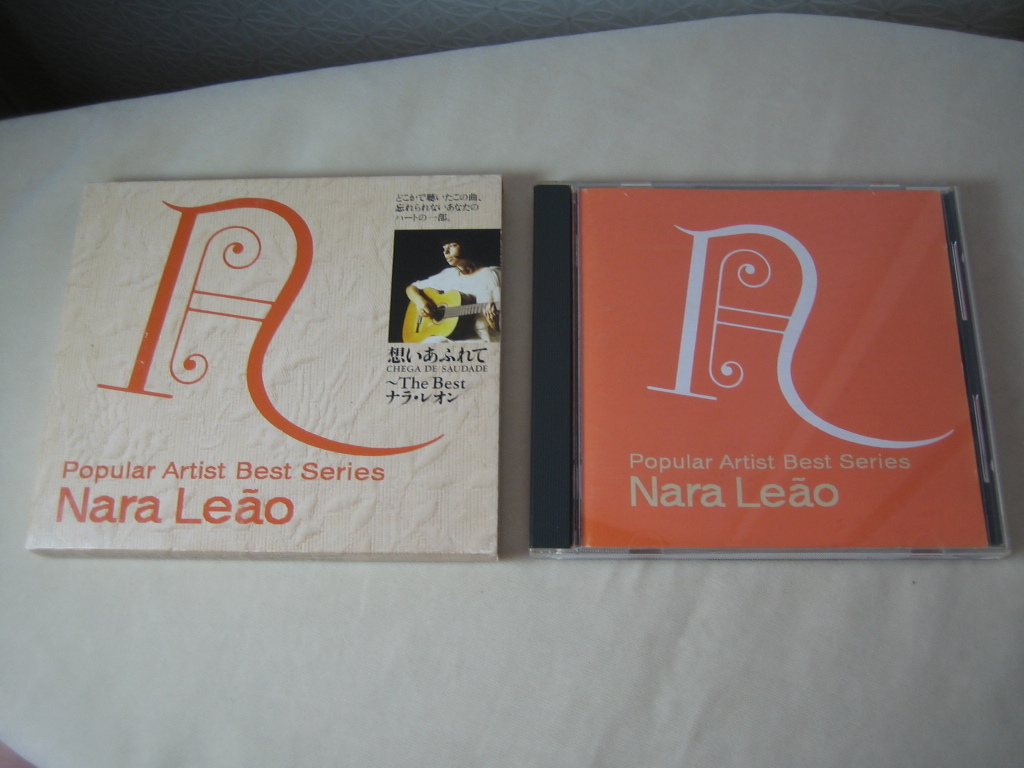 どこかで聴いたこの曲、
忘れられないあなたの
ハートの一部。
想いあふれて
CHEGA DE SAUDADE
～The Best
ナラ・レオン
Popular Artist Best Series
Nara Leão
Popular Artist Best Series
Nara Leão